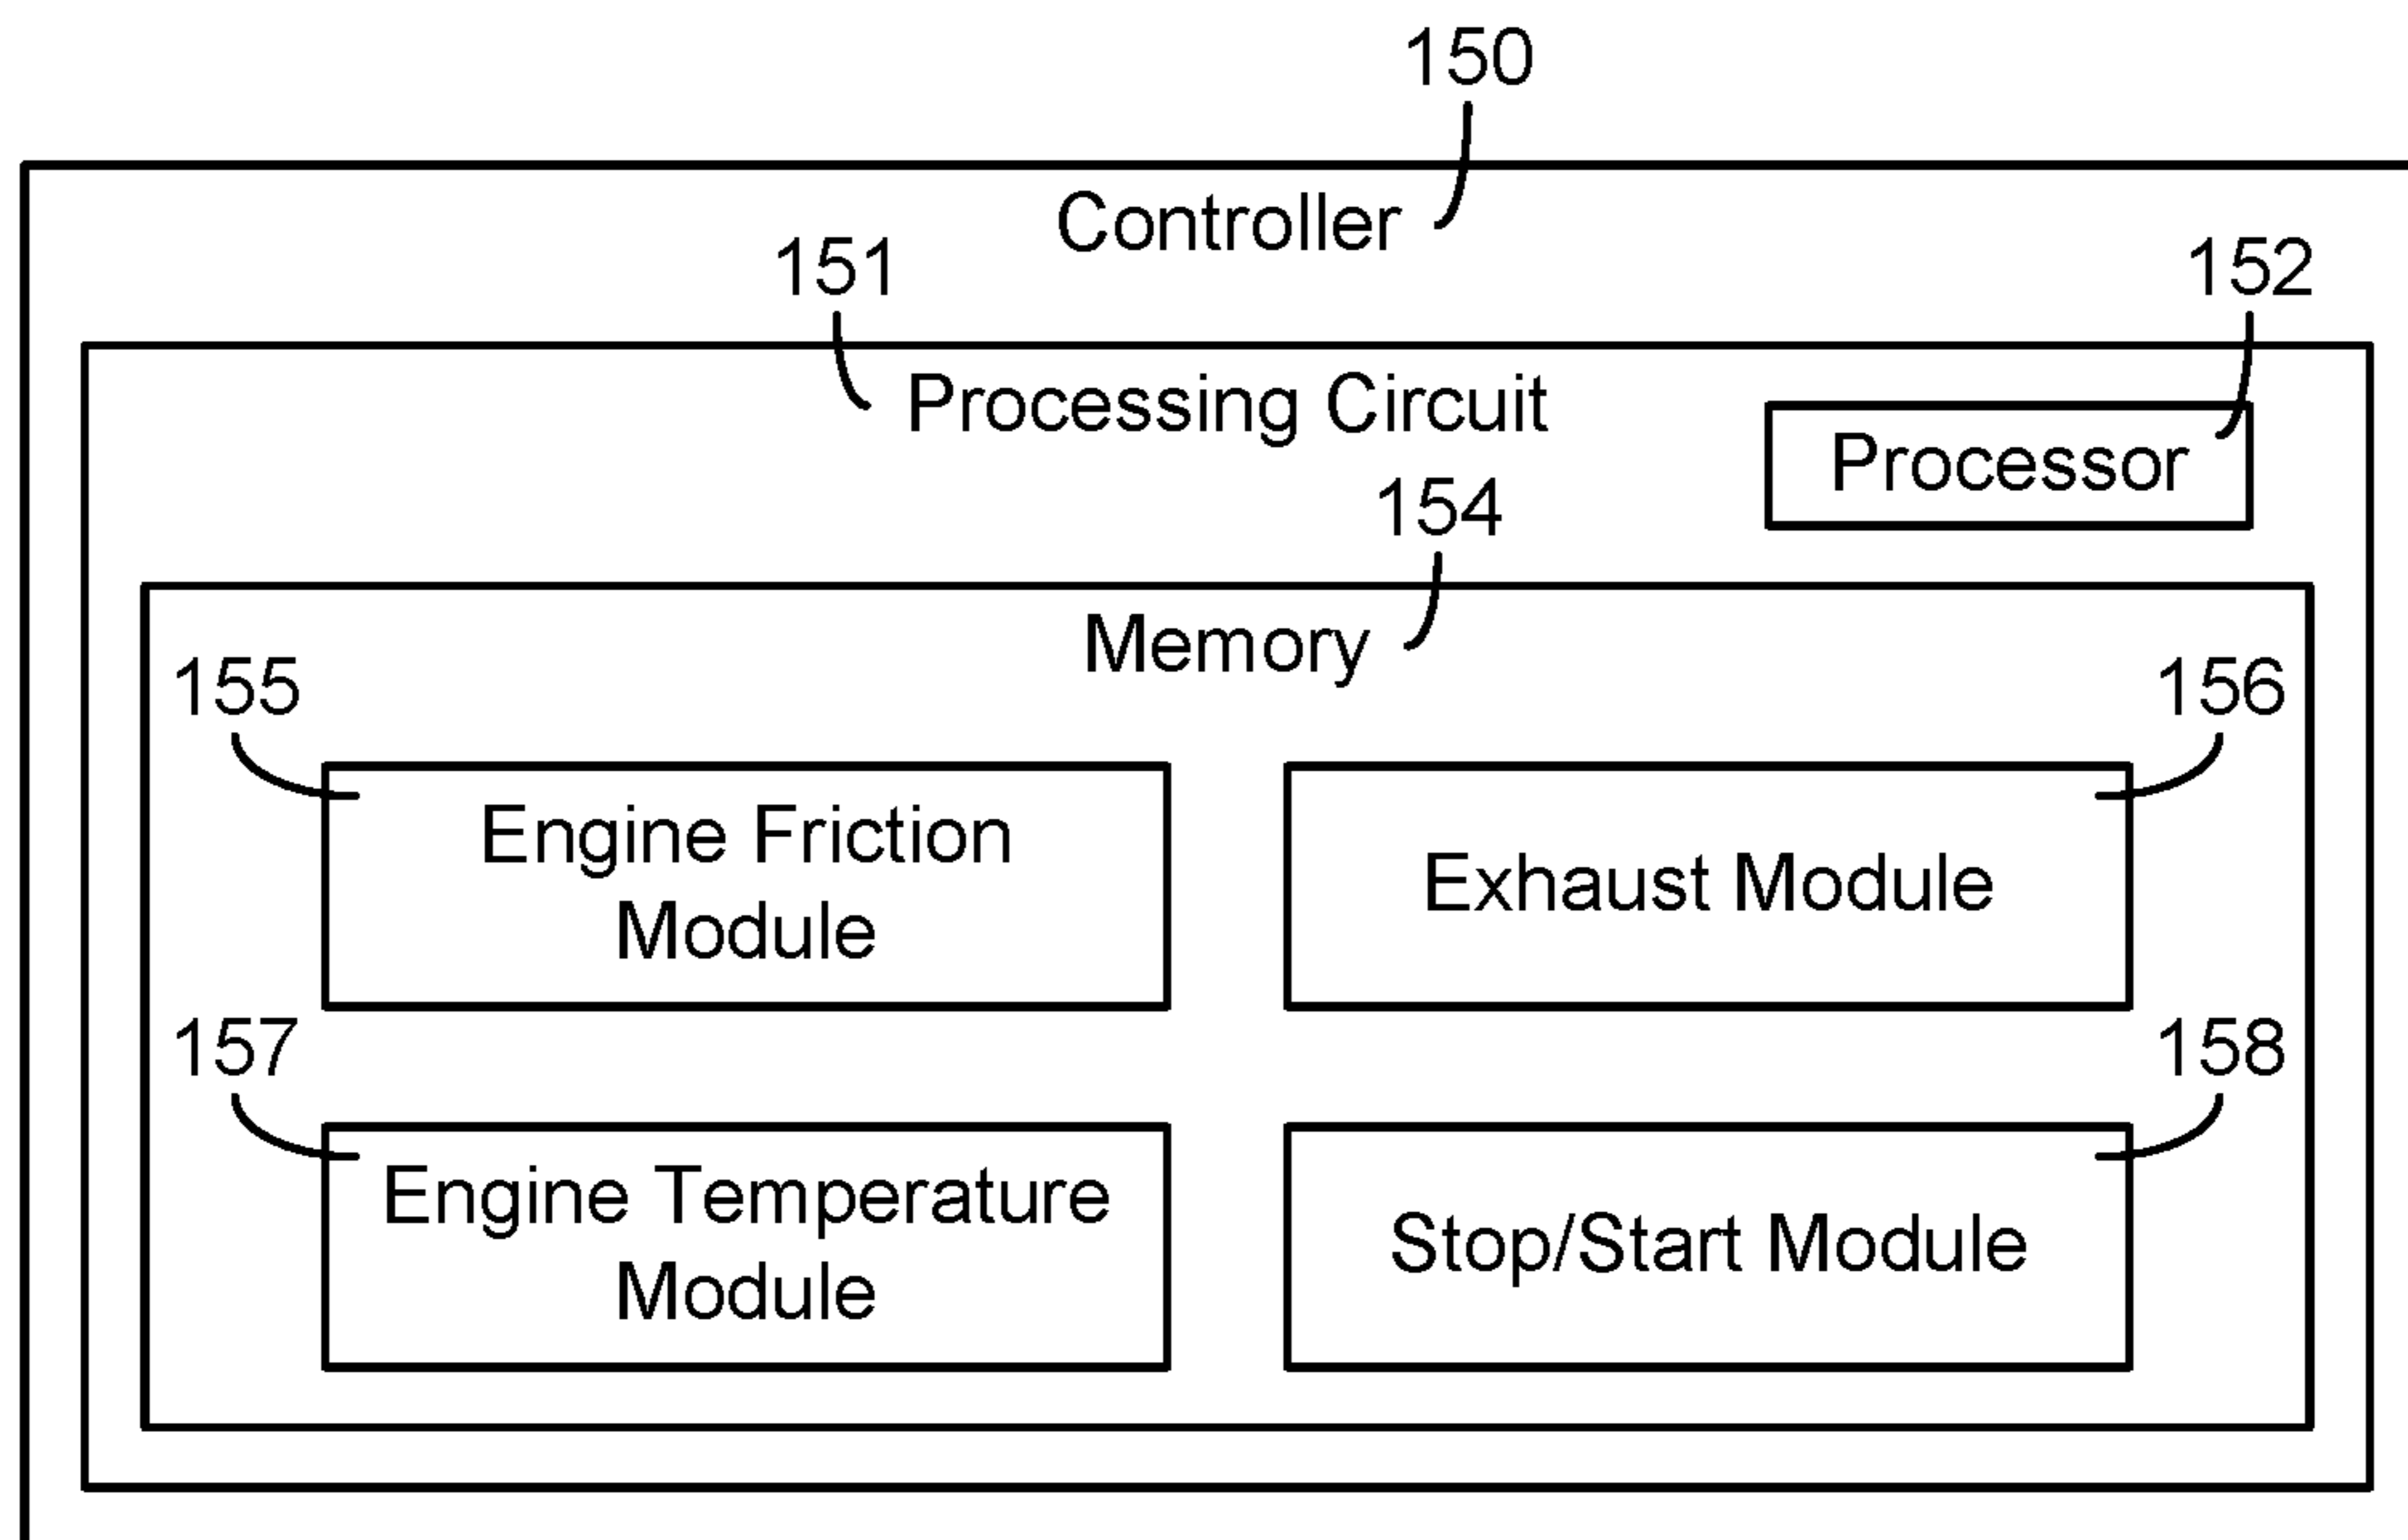 150
Controller
151
152
Processing Circuit
Processor
154
Memory
155
156
Engine Friction
Module
Exhaust Module
157
158
Engine Temperature
Module
Stop/Start Module